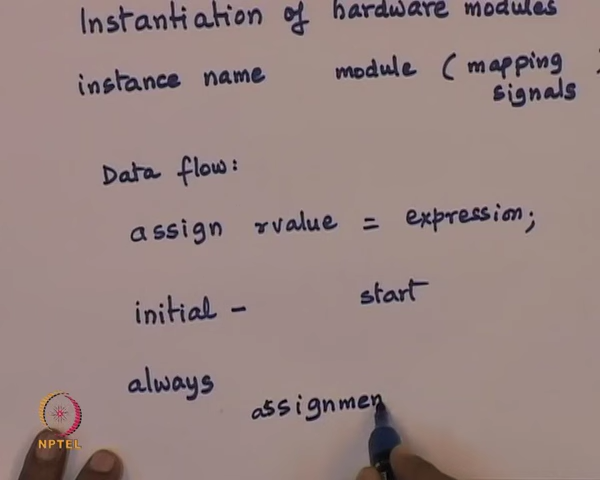 Instantiation of hardware modules
instance name module ( mapping )
signals
Data flow:
assign rvalue = expression;
initial - start
always
assignmen
NPTEL